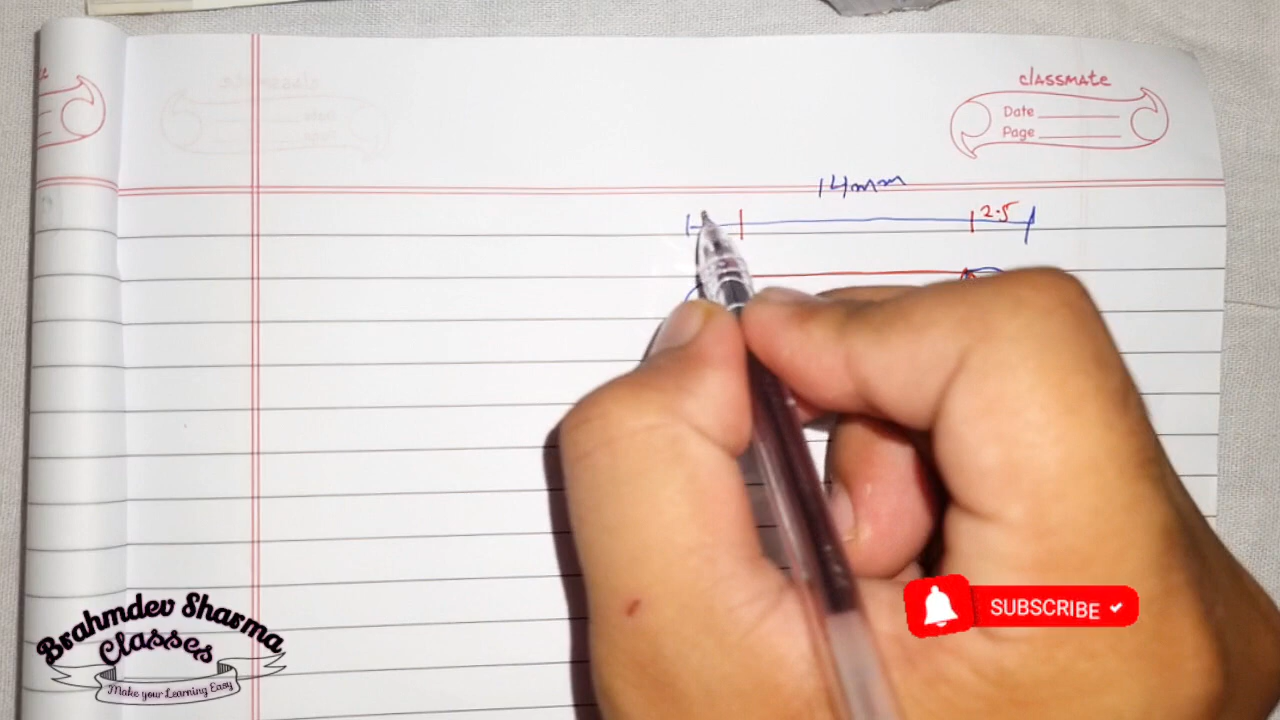 classmate
Date
Page
14mm
2.5
Brahmdev Sharma
Classes
Make your Learning Easy
SUBSCRIBE